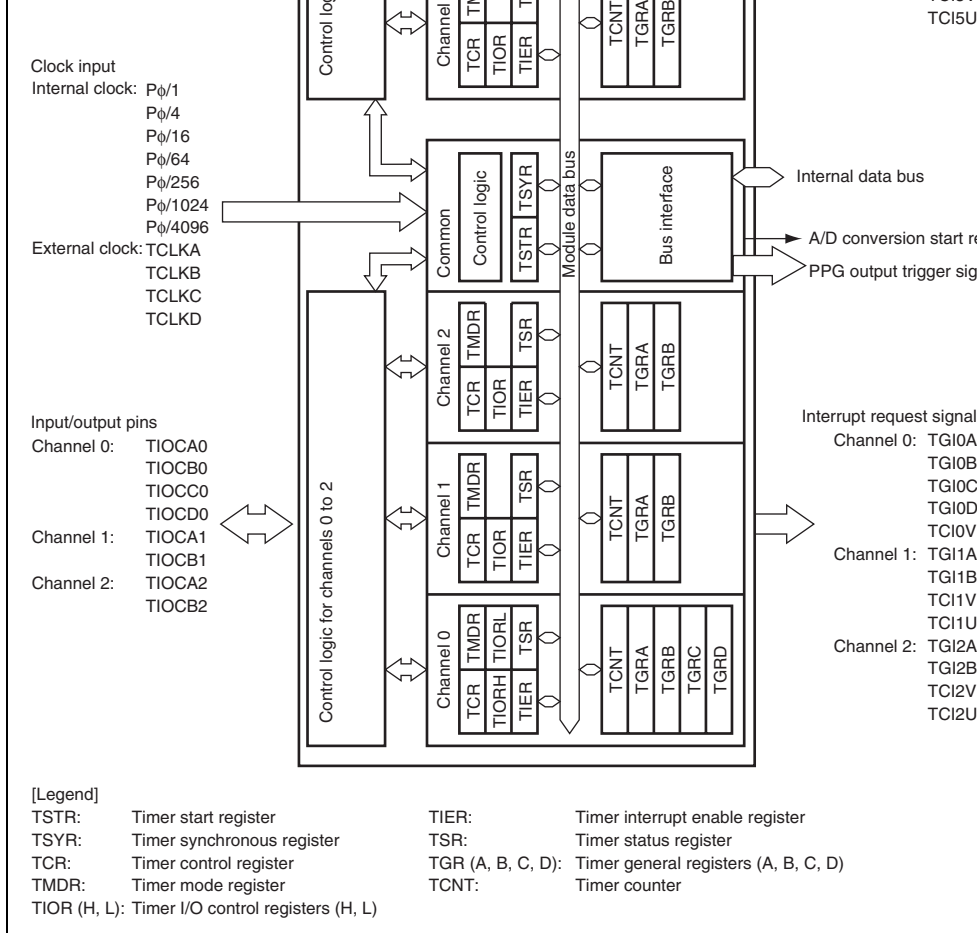 TCI5U
Control log
Channel
TCR
TIOR
TIER
TCNT
TGRA
TGRB
Clock input
Internal clock: Pϕ/1
Pϕ/4
Pϕ/16
Pϕ/64
Pϕ/256
Pϕ/1024
Pϕ/4096
External clock: TCLKA
TCLKB
TCLKC
TCLKD
Common
Control logic
TSTR TSYR
Module data bus
Bus interface
Internal data bus
A/D conversion start re
PPG output trigger sig
Channel 2
TCR TMDR
TIOR
TIER TSR
TCNT
TGRA
TGRB
Input/output pins
Channel 0: TIOCA0
TIOCB0
TIOCC0
TIOCD0
Channel 1: TIOCA1
TIOCB1
Channel 2: TIOCA2
TIOCB2
Control logic for channels 0 to 2
Channel 1
TCR TMDR
TIOR
TIER TSR
TCNT
TGRA
TGRB
Channel 0
TCR TMDR
TIORH TIORL
TIER TSR
TCNT
TGRA
TGRB
TGRC
TGRD
Interrupt request signal
Channel 0: TGI0A
TGI0B
TGI0C
TGI0D
TCI0V
Channel 1: TGI1A
TGI1B
TCI1V
TCI1U
Channel 2: TGI2A
TGI2B
TCI2V
TCI2U
[Legend]
TSTR: Timer start register
TSYR: Timer synchronous register
TCR: Timer control register
TMDR: Timer mode register
TIOR (H, L): Timer I/O control registers (H, L)
TIER: Timer interrupt enable register
TSR: Timer status register
TGR (A, B, C, D): Timer general registers (A, B, C, D)
TCNT: Timer counter